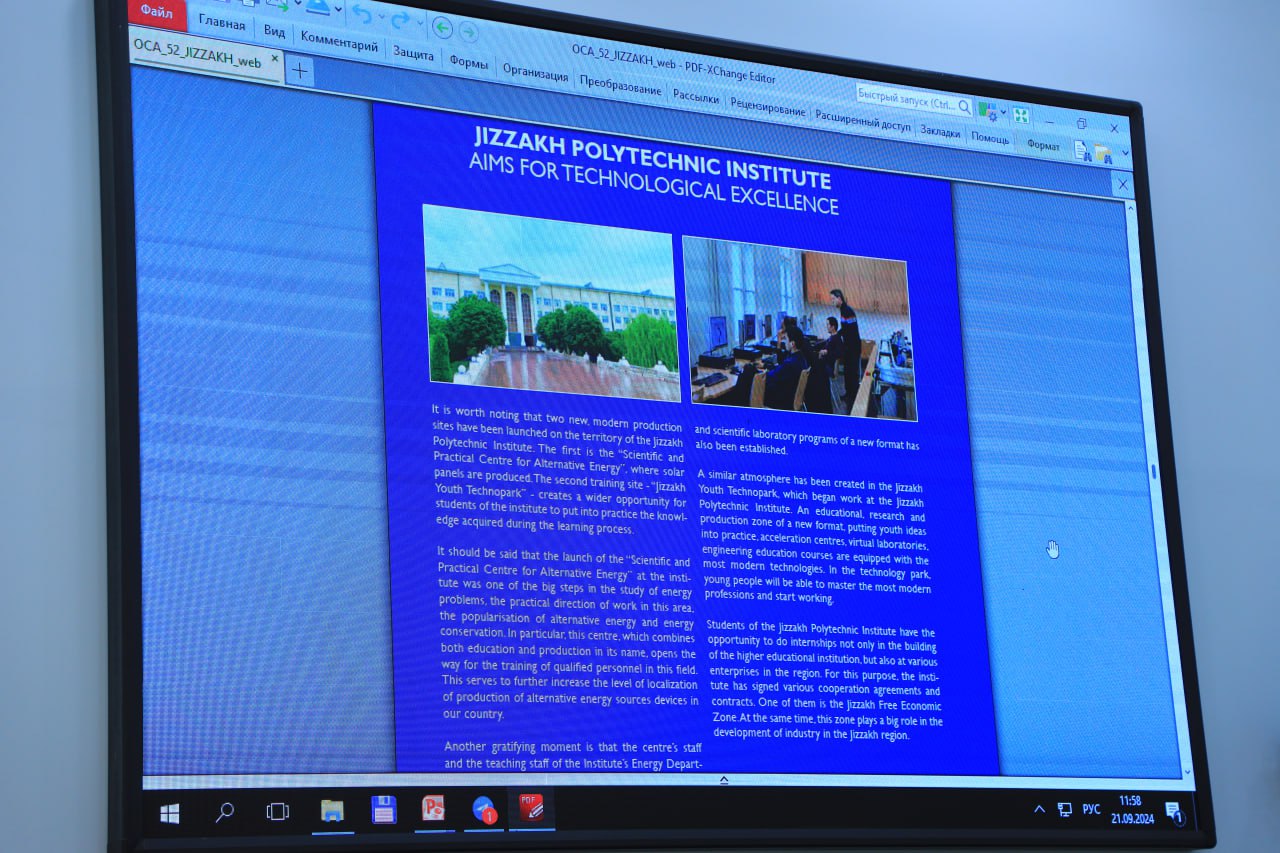 Файл
Главная
Вид
Комментарий
Защита
Формы
Организация
Преобразование
Рассылки
Рецензирование
Расширенный доступ
Закладки
Помощь
Формат
OCA_52_JIZZAKH_web - PDF-XChange Editor
Быстрый запуск (Ctrl...
OCA_52_JIZZAKH_web
JIZZAKH POLYTECHNIC INSTITUTE
AIMS FOR TECHNOLOGICAL EXCELLENCE
It is worth noting that two new, modern production
sites have been launched on the territory of the Jizzakh
Polytechnic Institute. The first is the “Scientific and
Practical Centre for Alternative Energy”, where solar
panels are produced. The second training site - “Jizzakh
Youth Technopark” - creates a wider opportunity for
students of the institute to put into practice the knowl-
edge acquired during the learning process.
It should be said that the launch of the “Scientific and
Practical Centre for Alternative Energy” at the insti-
tute was one of the big steps in the study of energy
problems, the practical direction of work in this area,
the popularisation of alternative energy and energy
conservation. In particular, this centre, which combines
both education and production in its name, opens the
way for the training of qualified personnel in this field.
This serves to further increase the level of localization
of production of alternative energy sources devices in
our country.
Another gratifying moment is that the centre's staff
and the teaching staff of the Institute's Energy Depart-
and scientific laboratory programs of a new format has
also been established.
A similar atmosphere has been created in the Jizzakh
Youth Technopark, which began work at the Jizzakh
Polytechnic Institute. An educational, research and
production zone of a new format, putting youth ideas
into practice, acceleration centres, virtual laboratories,
engineering education courses are equipped with the
most modern technologies. In the technology park,
young people will be able to master the most modern
professions and start working.
Students of the Jizzakh Polytechnic Institute have the
opportunity to do internships not only in the building
of the higher educational institution, but also at various
enterprises in the region. For this purpose, the insti-
tute has signed various cooperation agreements and
contracts. One of them is the Jizzakh Free Economic
Zone. At the same time, this zone plays a big role in the
development of industry in the Jizzakh region.
PDF
1
РУС
11:58
21.09.2024
1